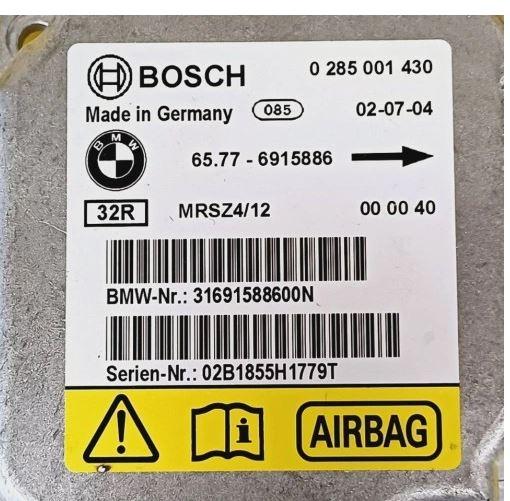 BOSCH 0 285 001 430
Made in Germany 085 02-07-04
BMW 65.77 - 6915886
32R MRSZ4/12 00 00 40
BMW-Nr.: 31691588600N
Serien-Nr.: 02B1855H1779T
AIRBAG